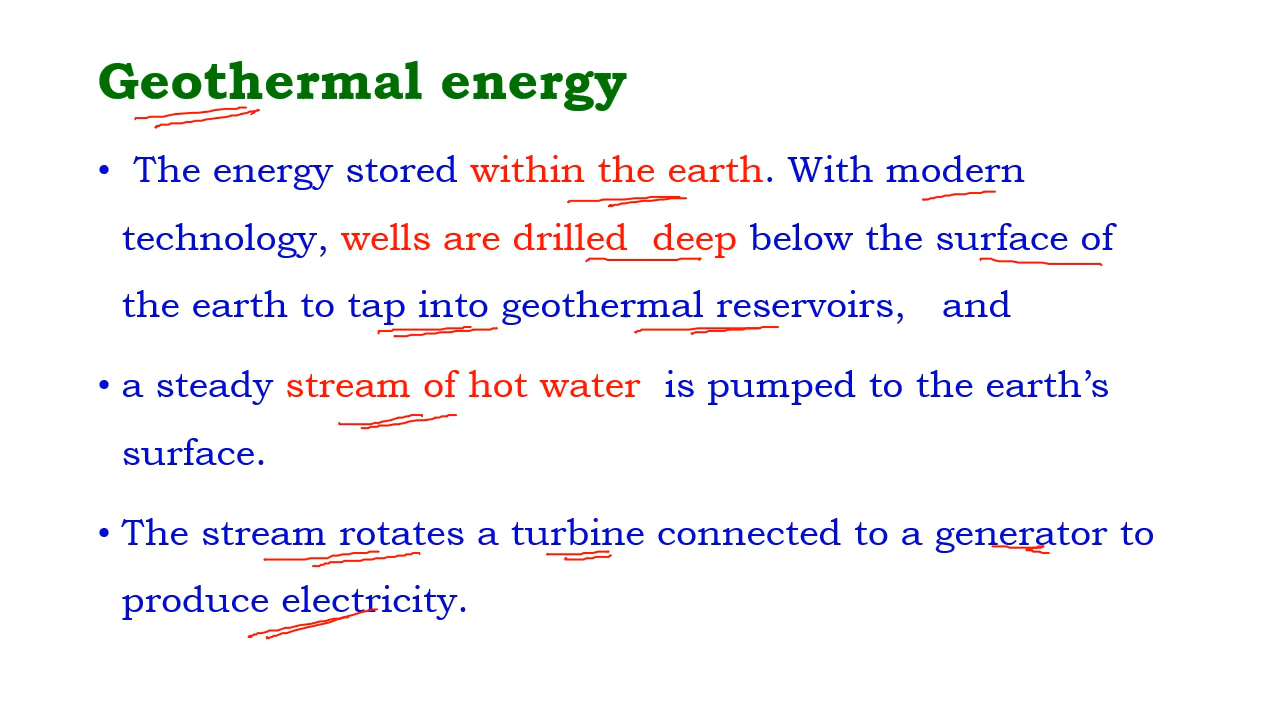 Geothermal energy
• The energy stored within the earth. With modern
technology, wells are drilled deep below the surface of
the earth to tap into geothermal reservoirs, and
• a steady stream of hot water is pumped to the earth’s
surface.
• The stream rotates a turbine connected to a generator to
produce electricity.